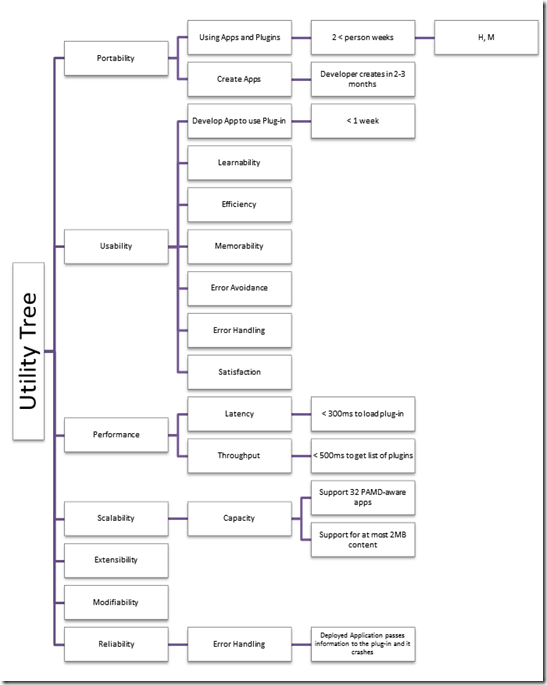 Utility Tree
Portability
Using Apps and Plugins
2 < person weeks
H, M
Create Apps
Developer creates in 2-3
months
Usability
Develop App to use Plug-in
< 1 week
Learnability
Efficiency
Memorability
Error Avoidance
Error Handling
Satisfaction
Performance
Latency
< 300ms to load plug-in
Throughput
< 500ms to get list of plugins
Scalability
Capacity
Support 32 PAMD-aware
apps
Support for at most 2MB
content
Extensibility
Modifiability
Reliability
Error Handling
Deployed Application passes
information to the plug-in and it
crashes